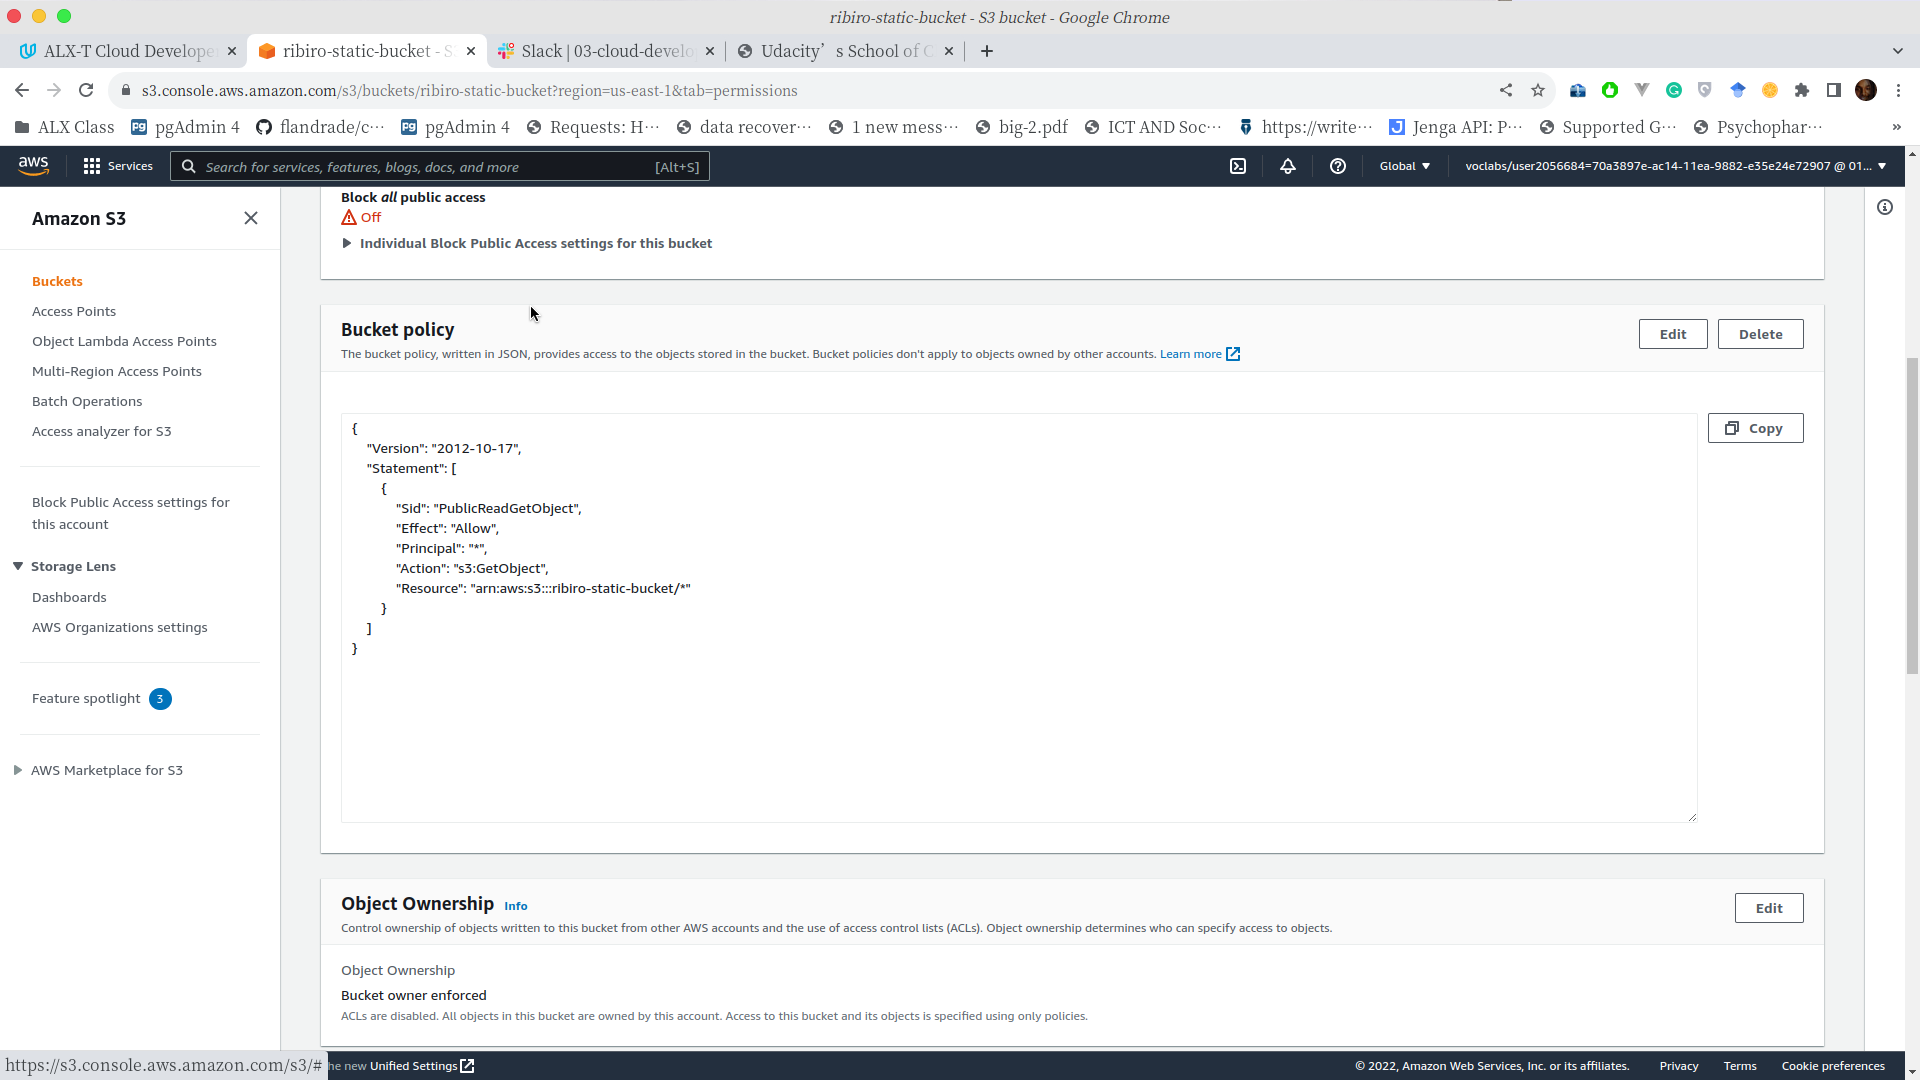 ribiro-static-bucket - S3 bucket - Google Chrome
ALX-T Cloud Develope
ribiro-static-bucket - S
Slack | 03-cloud-develo
Udacity’s School of C
s3.console.aws.amazon.com/s3/buckets/ribiro-static-bucket?region=us-east-1&tab=permissions
ALX Class
pgAdmin 4
flandrade/c···
pgAdmin 4
Requests: H···
data recover···
1 new mess···
big-2.pdf
ICT AND Soc···
https://write···
Jenga API: P···
Supported G···
Psychophar···
»
aws
Services
Search for services, features, blogs, docs, and more
[Alt+S]
Global
voclabs/user2056684=70a3897e-ac14-11ea-9882-e35e24e72907 @ 01...
Amazon S3
Buckets
Access Points
Object Lambda Access Points
Multi-Region Access Points
Batch Operations
Access analyzer for S3
Block Public Access settings for
this account
Storage Lens
Dashboards
AWS Organizations settings
Feature spotlight 3
AWS Marketplace for S3
Block all public access
Off
Individual Block Public Access settings for this bucket
Bucket policy
Edit
Delete
The bucket policy, written in JSON, provides access to the objects stored in the bucket. Bucket policies don't apply to objects owned by other accounts. Learn more
Copy
{
"Version": "2012-10-17",
"Statement": [
{
"Sid": "PublicReadGetObject",
"Effect": "Allow",
"Principal": "*",
"Action": "s3:GetObject",
"Resource": "arn:aws:s3:::ribiro-static-bucket/*"
}
]
}
Object Ownership Info
Edit
Control ownership of objects written to this bucket from other AWS accounts and the use of access control lists (ACLs). Object ownership determines who can specify access to objects.
Object Ownership
Bucket owner enforced
ACLs are disabled. All objects in this bucket are owned by this account. Access to this bucket and its objects is specified using only policies.
https://s3.console.aws.amazon.com/s3/#
he new Unified Settings
© 2022, Amazon Web Services, Inc. or its affiliates.
Privacy
Terms
Cookie preferences